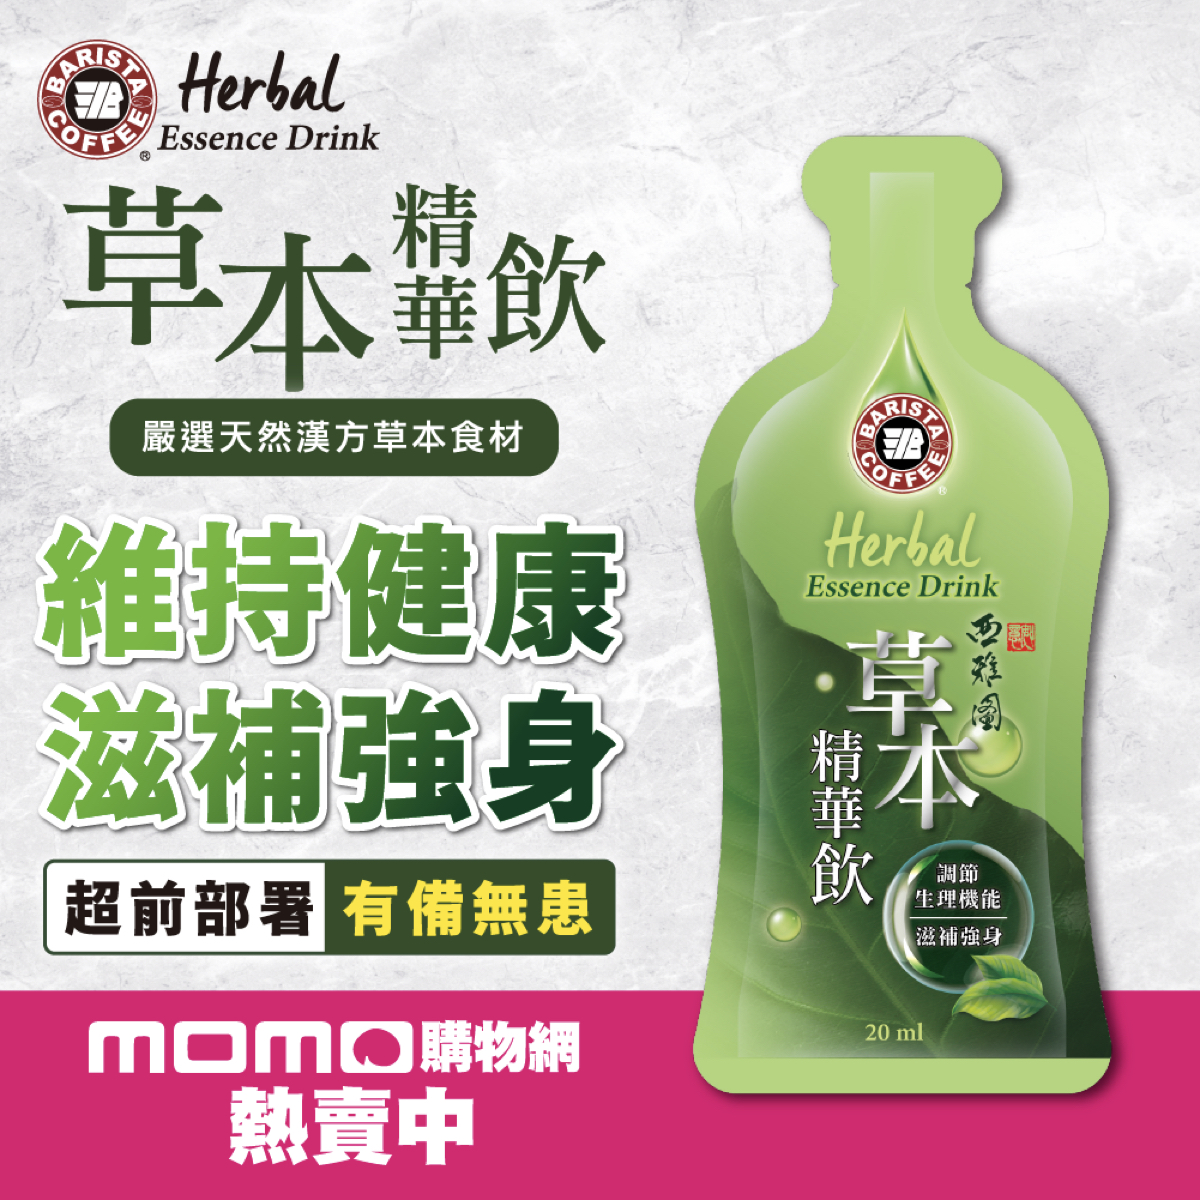 BARISTA COFFEE ®
Herbal
Essence Drink
草本精華飲
嚴選天然漢方草本食材
維持健康
滋補強身
超前部署 有備無患
momo購物網
熱賣中
BARISTA COFFEE ®
Herbal
Essence Drink
西雅圖
草本
精華飲
調節
生理機能
滋補強身
20 ml